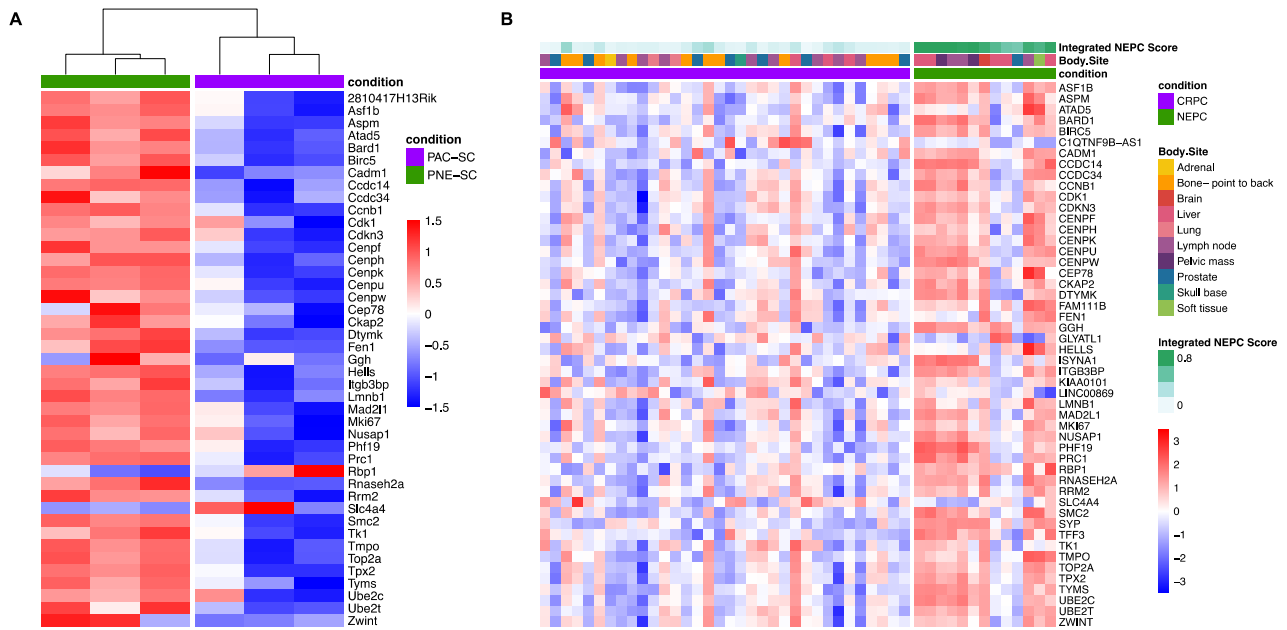 A
2810417H13Rik
Asf1b
Aspm
Atad5
Bard1
Birc5
Cadm1
Ccdc14
Ccdc34
Ccnb1
Cdk1
Cdkn3
Cenpf
Cenph
Cenpk
Cenpu
Cenpw
Cep78
Ckap2
Dtymk
Fen1
Ggh
Hells
Itgb3bp
Lmnb1
Mad2l1
Mki67
Nusap1
Phf19
Prc1
Rbp1
Rnaseh2a
Rrm2
Slc4a4
Smc2
Tk1
Tmpo
Top2a
Tpx2
Tyms
Ube2c
Ube2t
Zwint
condition
PAC-SC
PNE-SC
1.5
1
0.5
0
-0.5
-1
-1.5
B
Integrated NEPC Score
Body.Site
condition
ASF1B
ASPM
ATAD5
BARD1
BIRC5
C1QTNF9B-AS1
CADM1
CCDC14
CCDC34
CCNB1
CDK1
CDKN3
CENPF
CENPH
CENPK
CENPU
CENPW
CEP78
CKAP2
DTYMK
FAM111B
FEN1
GGH
GLYATL1
HELLS
ISYNA1
ITGB3BP
KIAA0101
LINC00869
LMNB1
MAD2L1
MKI67
NUSAP1
PHF19
PRC1
RBP1
RNASEH2A
RRM2
SLC4A4
SMC2
SYP
TFF3
TK1
TMPO
TOP2A
TPX2
TYMS
UBE2C
UBE2T
ZWINT
condition
CRPC
NEPC
Body.Site
Adrenal
Bone- point to back
Brain
Liver
Lung
Lymph node
Pelvic mass
Prostate
Skull base
Soft tissue
Integrated NEPC Score
0.8
0
3
2
1
0
-1
-2
-3